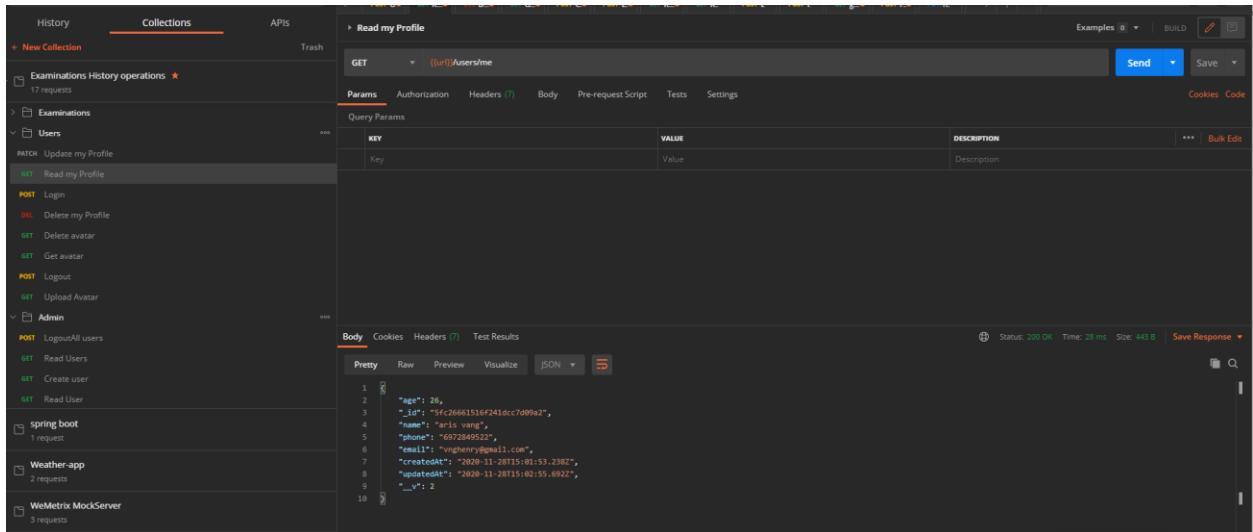 History Collections APIs
+ New Collection Trash
Examinations History operations
17 requests
Examinations
Users
PATCH Update my Profile
GET Read my Profile
POST Login
DEL Delete my Profile
GET Delete avatar
GET Get avatar
POST Logout
GET Upload Avatar
Admin
POST LogoutAll users
GET Read Users
GET Create user
GET Read User
spring boot
1 request
Weather-app
2 requests
WeMetrix MockServer
3 requests
Read my Profile Examples 0 BUILD
GET {{url}}/users/me Send Save
Params Authorization Headers (7) Body Pre-request Script Tests Settings Cookies Code
Query Params
KEY VALUE DESCRIPTION ••• Bulk Edit
Key Value Description
Body Cookies Headers (7) Test Results Status: 200 OK Time: 28 ms Size: 443 B Save Response
Pretty Raw Preview Visualize JSON
1 {
2 "age": 26,
3 "_id": "5fc26661516f241dcc7d09a2",
4 "name": "aris vang",
5 "phone": "6972849522",
6 "email": "vnghenry@gmail.com",
7 "createdAt": "2020-11-28T15:01:53.238Z",
8 "updatedAt": "2020-11-28T15:02:55.692Z",
9 "__v": 2
10 }